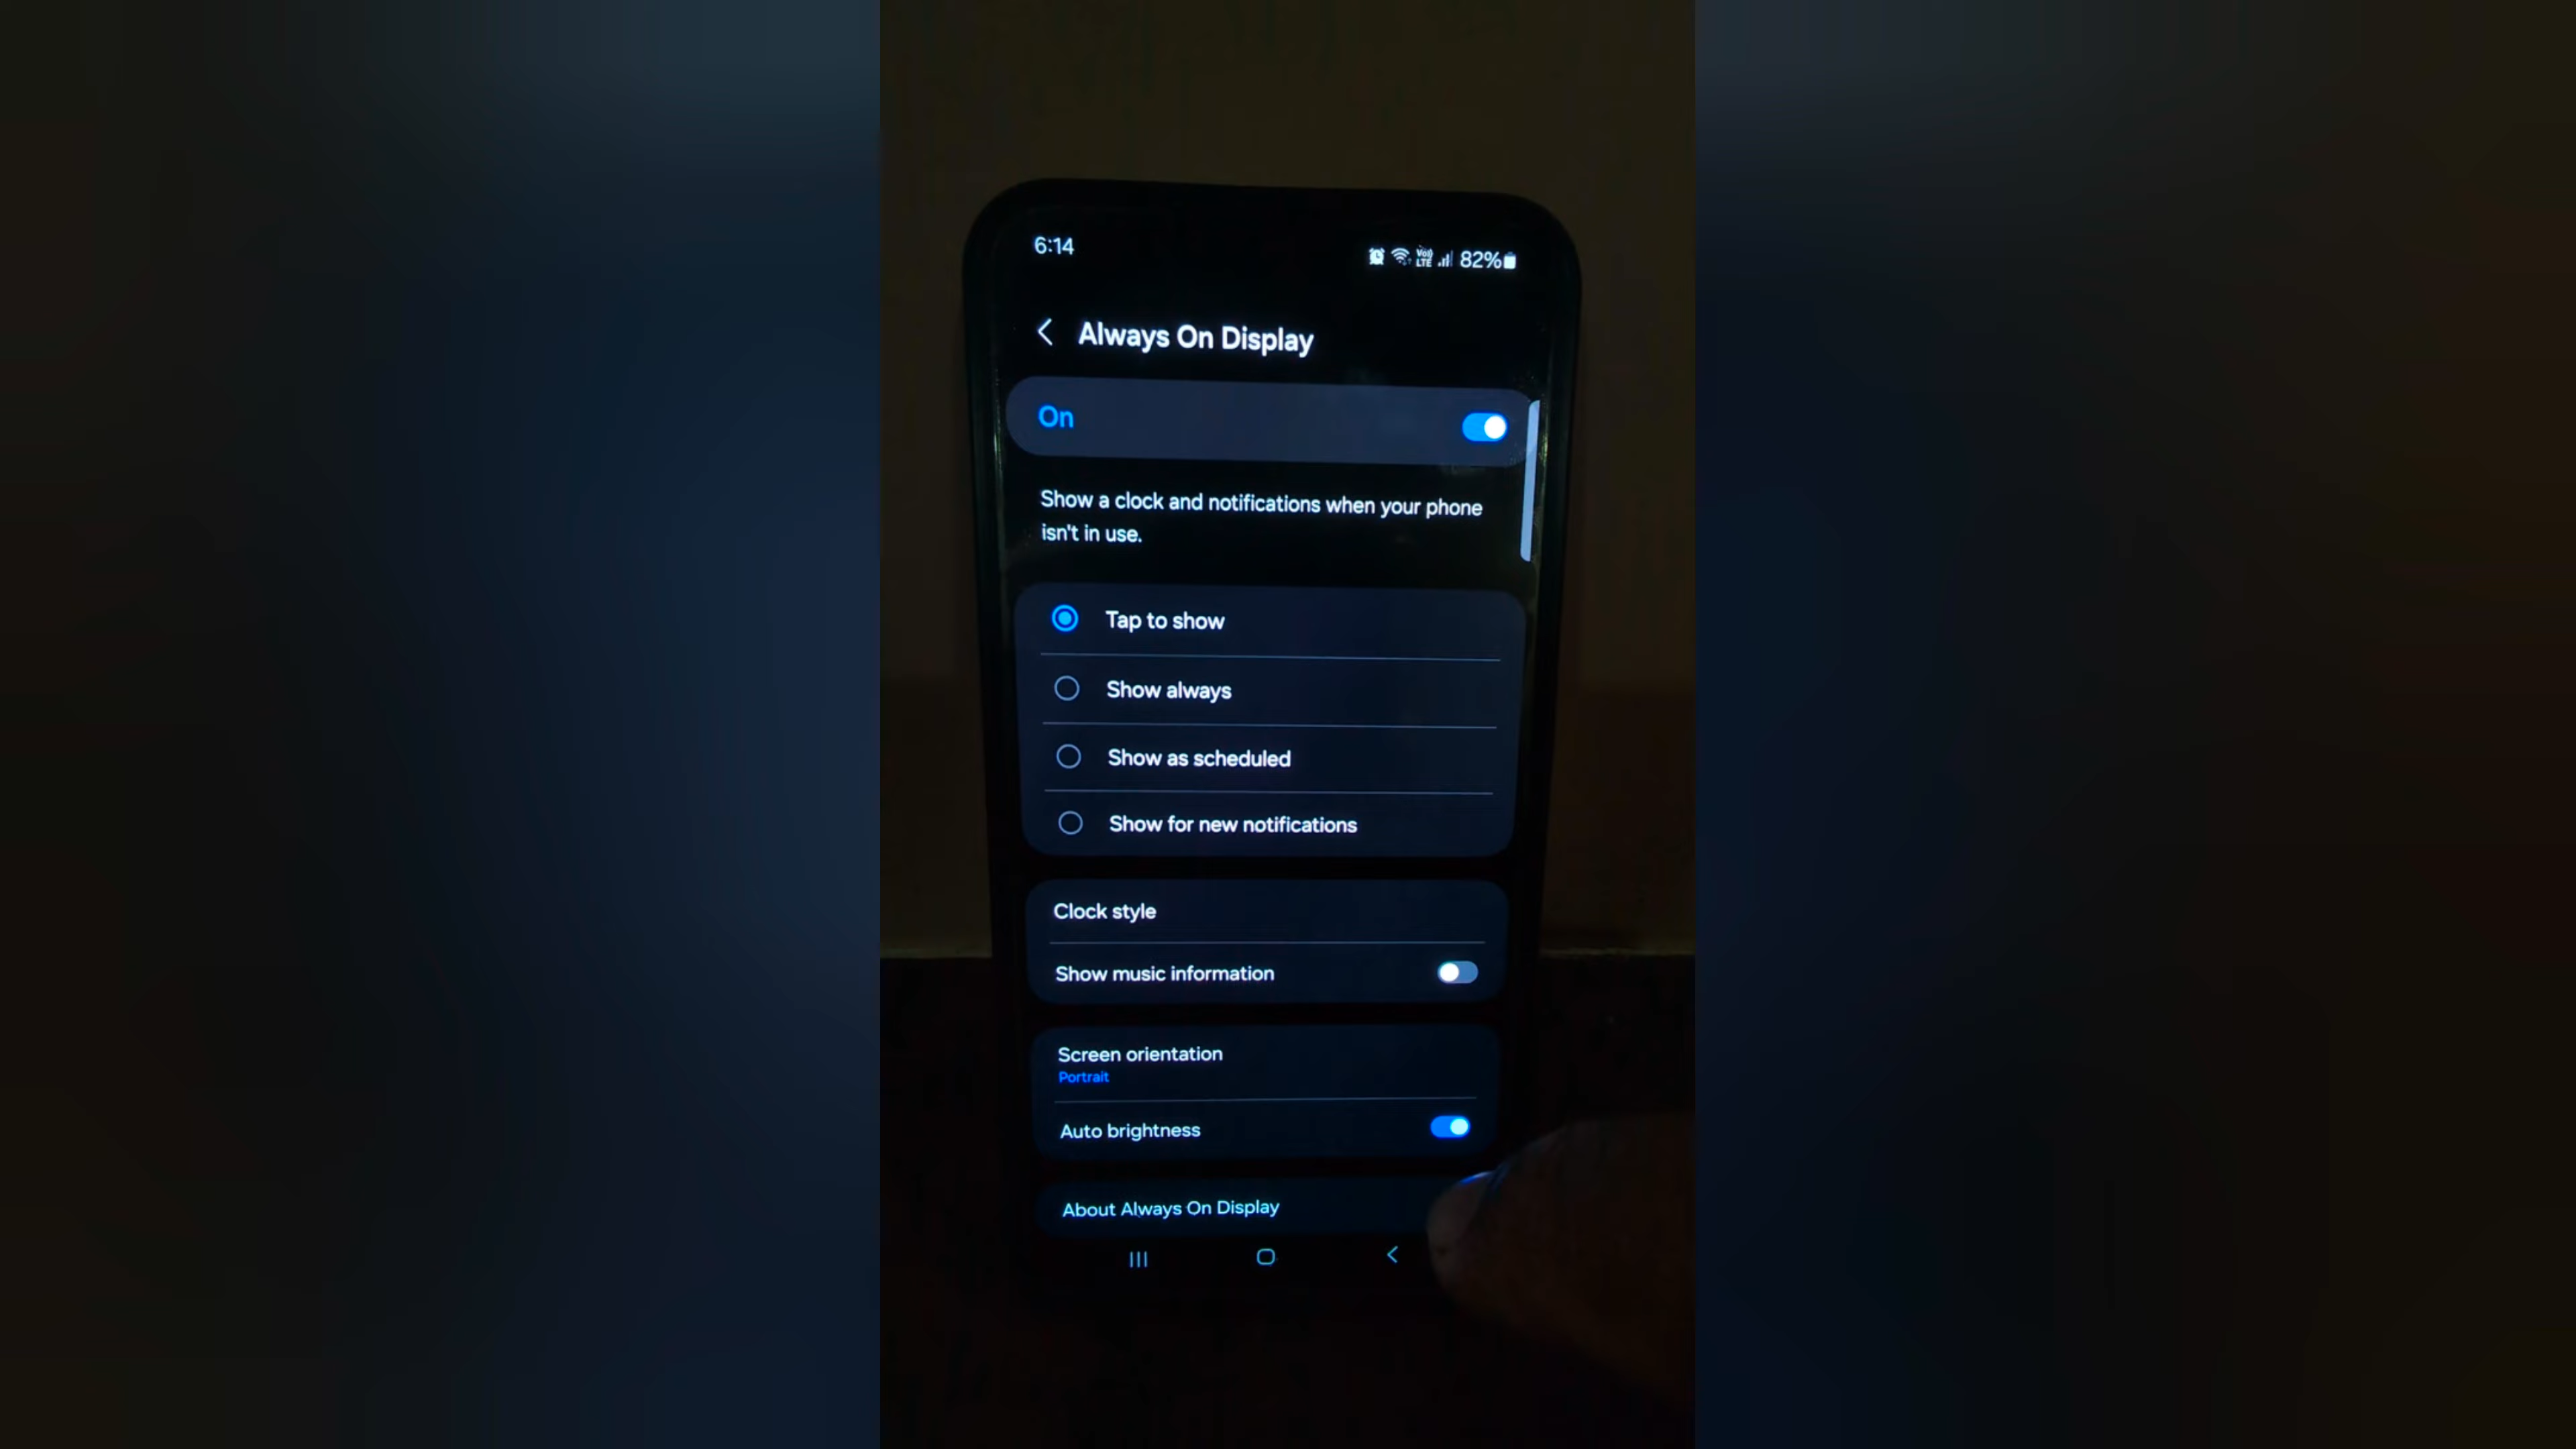 6:14
82%
Always On Display
On
Show a clock and notifications when your phone
isn't in use.
Tap to show
Show always
Show as scheduled
Show for new notifications
Clock style
Show music information
Screen orientation
Portrait
Auto brightness
About Always On Display